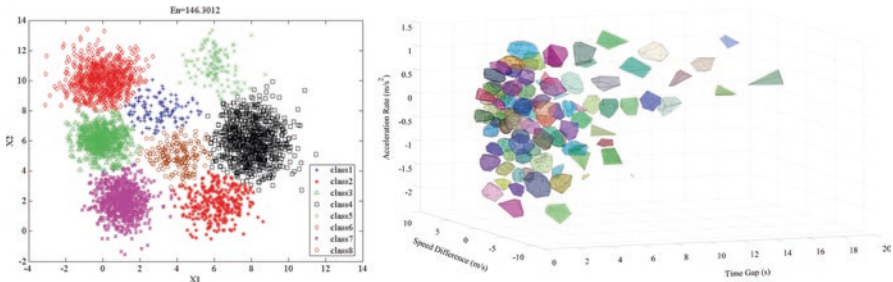 En=146.3012
14
12
10
8
6
4
2
0
-2
X2
-4 -2 0 2 4 6 8 10 12 14
X1
class1
class2
class3
class4
class5
class6
class7
class8
1.5
1
0.5
0
-0.5
-1
-1.5
-2
Acceleration Rate (m/s²)
10
5
0
-5
-10
Speed Difference (m/s)
0 2 4 6 8 10 12 14 16 18 20
Time Gap (s)